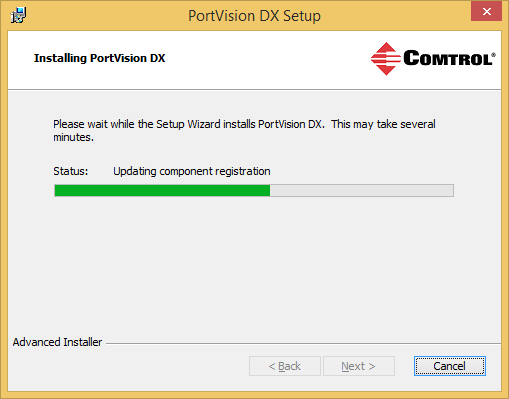 PortVision DX Setup
Installing PortVision DX
COMTROL®
Please wait while the Setup Wizard installs PortVision DX. This may take several
minutes.
Status: Updating component registration
Advanced Installer
< Back Next > Cancel